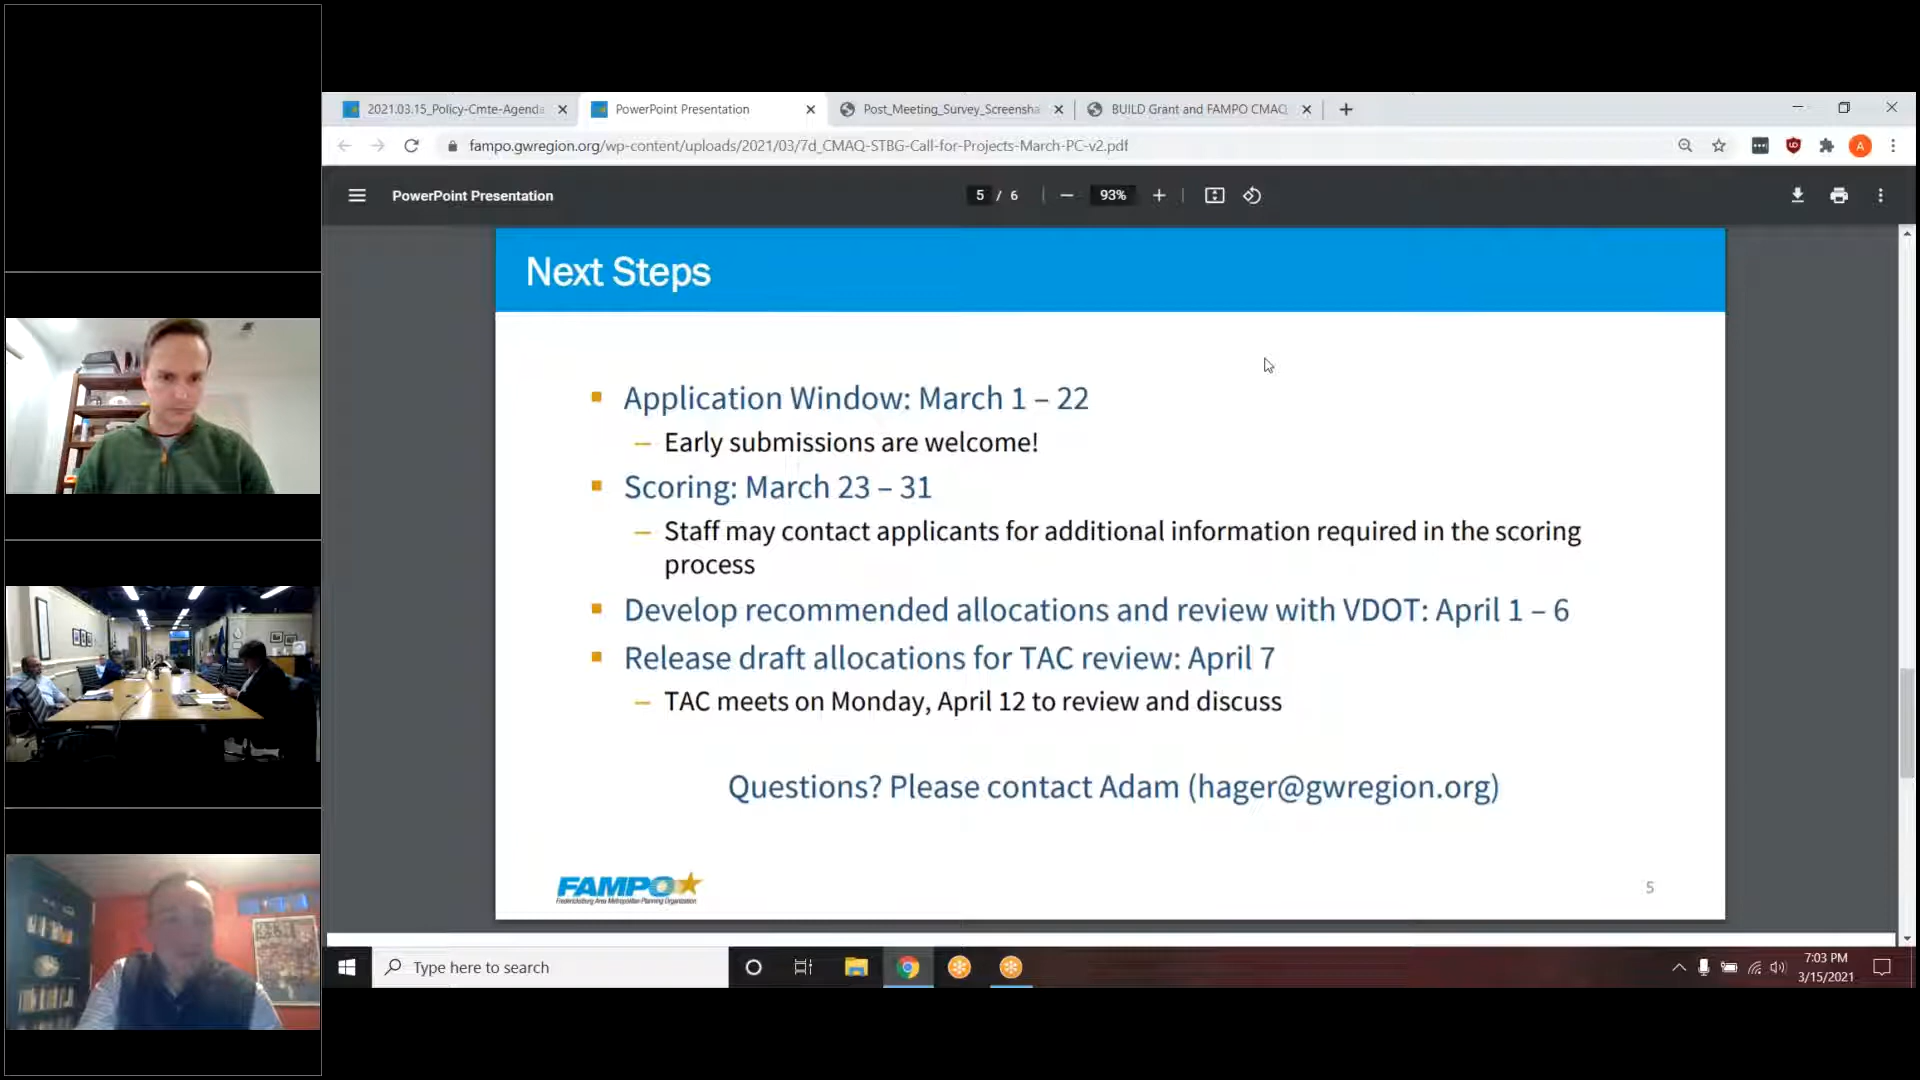 2021.03.15_Policy-Cmte-Agenda
PowerPoint Presentation
Post_Meeting_Survey_Screensha
BUILD Grant and FAMPO CMAQ
fampo.gwregion.org/wp-content/uploads/2021/03/7d_CMAQ-STBG-Call-for-Projects-March-PC-v2.pdf
A
PowerPoint Presentation
5 / 6
93%
Next Steps
Application Window: March 1 – 22
– Early submissions are welcome!
Scoring: March 23 – 31
– Staff may contact applicants for additional information required in the scoring
process
Develop recommended allocations and review with VDOT: April 1 – 6
Release draft allocations for TAC review: April 7
– TAC meets on Monday, April 12 to review and discuss
Questions? Please contact Adam (hager@gwregion.org)
FAMPO
Fredericksburg Area Metropolitan Planning Organization
5
Type here to search
7:03 PM
3/15/2021